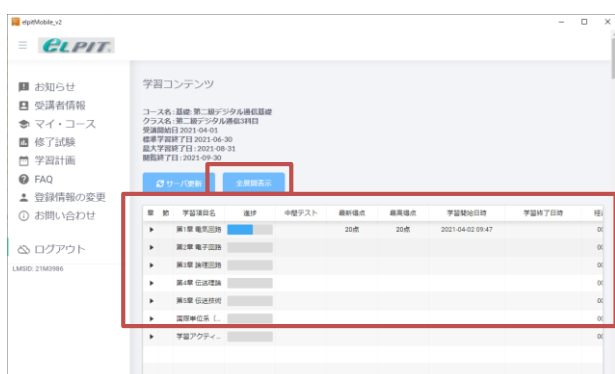 elpitMobile_v2
ELPIT.
お知らせ
受講者情報
マイ・コース
修了試験
学習計画
FAQ
登録情報の変更
お問い合わせ
ログアウト
LMSID: 21M3986
学習コンテンツ
コース名:基礎: 第二級デジタル通信基礎
クラス名:第二級デジタル通信3科目
受講開始日 2021-04-01
標準学習終了日 2021-06-30
最大学習終了日 : 2021-08-31
閲覧終了日 : 2021-09-30
サーバ更新 全展開表示
章 節 学習項目名 進捗 中間テスト 最新得点 最高得点 学習開始日時 学習終了日時
第1章 電気回路 20点 20点 2021-04-02 09:47 00
第2章 電子回路 00
第3章 論理回路 00
第4章 伝送理論 00
第5章 伝送技術 00
国際単位系 (... 00
学習アクティ... 00